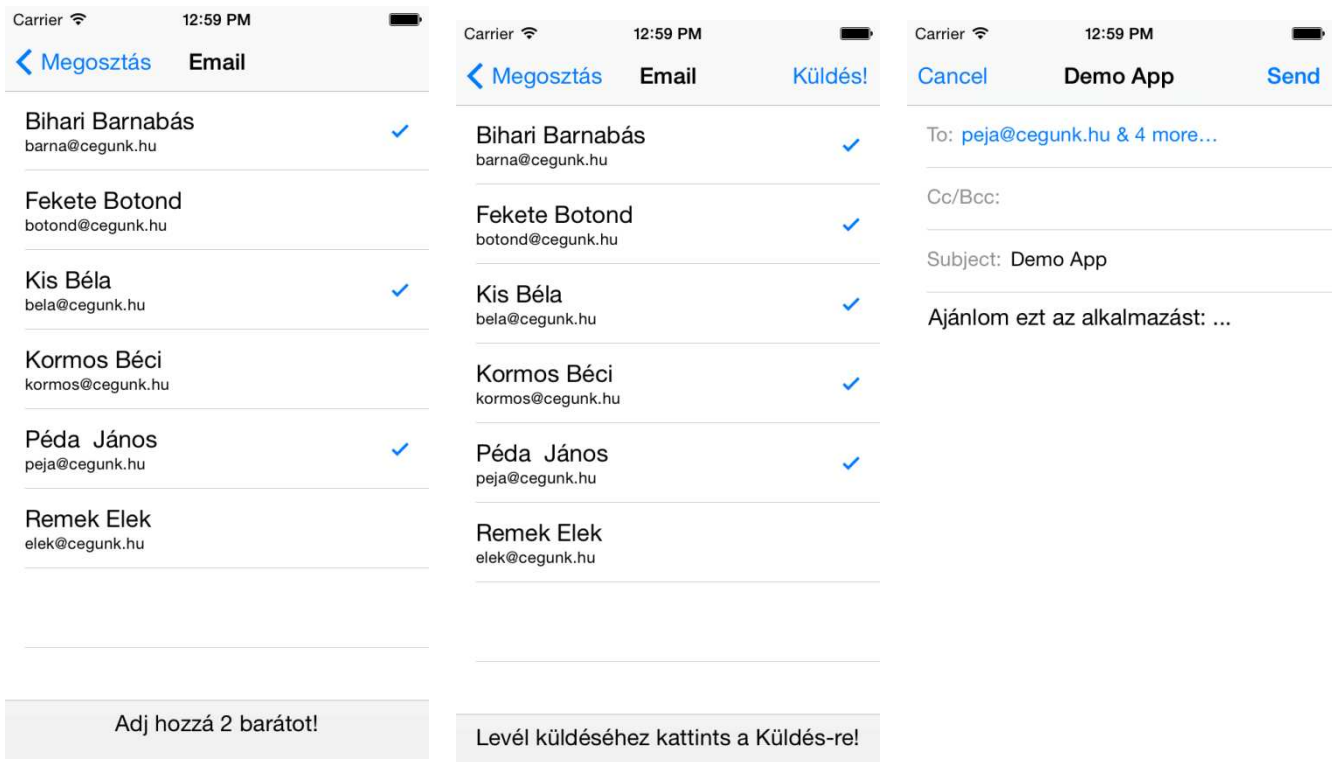 Carrier 12:59 PM
Megosztás Email
Bihari Barnabás
barna@cegunk.hu
Fekete Botond
botond@cegunk.hu
Kis Béla
bela@cegunk.hu
Kormos Béci
kormos@cegunk.hu
Péda János
peja@cegunk.hu
Remek Elek
elek@cegunk.hu
Adj hozzá 2 barátot!
Carrier 12:59 PM
Megosztás Email Küldés!
Bihari Barnabás
barna@cegunk.hu
Fekete Botond
botond@cegunk.hu
Kis Béla
bela@cegunk.hu
Kormos Béci
kormos@cegunk.hu
Péda János
peja@cegunk.hu
Remek Elek
elek@cegunk.hu
Levél küldéséhez kattints a Küldés-re!
Carrier 12:59 PM
Cancel Demo App Send
To: peja@cegunk.hu & 4 more...
Cc/Bcc:
Subject: Demo App
Ajánlom ezt az alkalmazást: ...